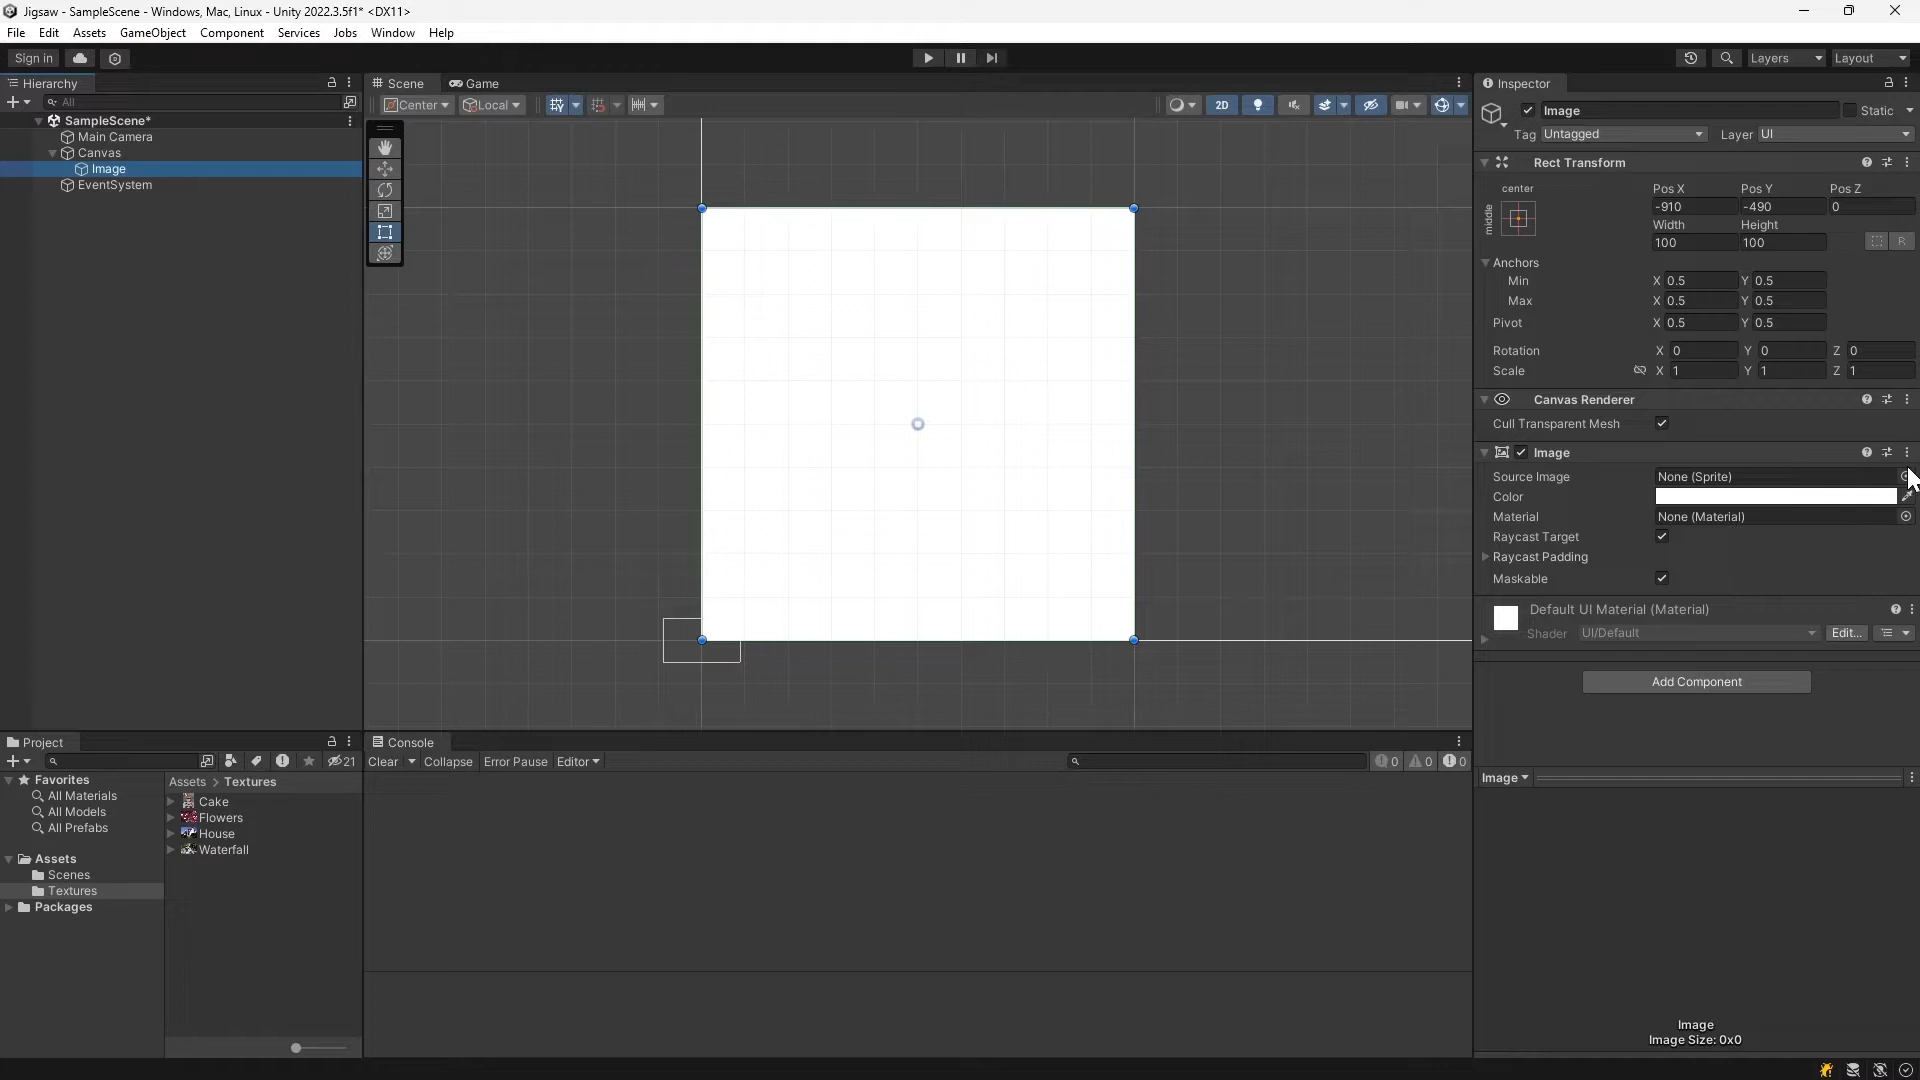 Jigsaw - SampleScene - Windows, Mac, Linux - Unity 2022.3.5f1* <DX11>
File Edit Assets GameObject Component Services Jobs Window Help
Sign in
Layers
Layout
Hierarchy
All
SampleScene*
Main Camera
Canvas
Image
EventSystem
Scene Game
Center Local
2D
Inspector
Image
Static
Tag Untagged Layer UI
Rect Transform
center
middle
Pos X Pos Y Pos Z
-910 -490 0
Width Height
100 100
R
Anchors
Min X 0.5 Y 0.5
Max X 0.5 Y 0.5
Pivot X 0.5 Y 0.5
Rotation X 0 Y 0 Z 0
Scale X 1 Y 1 Z 1
Canvas Renderer
Cull Transparent Mesh
Image
Source Image None (Sprite)
Color
Material None (Material)
Raycast Target
Raycast Padding
Maskable
Default UI Material (Material)
Shader UI/Default Edit...
Add Component
Project
21
Favorites
All Materials
All Models
All Prefabs
Assets
Scenes
Textures
Packages
Assets > Textures
Cake
Flowers
House
Waterfall
Console
Clear Collapse Error Pause Editor
0 0 0
Image
Image
Image Size: 0x0